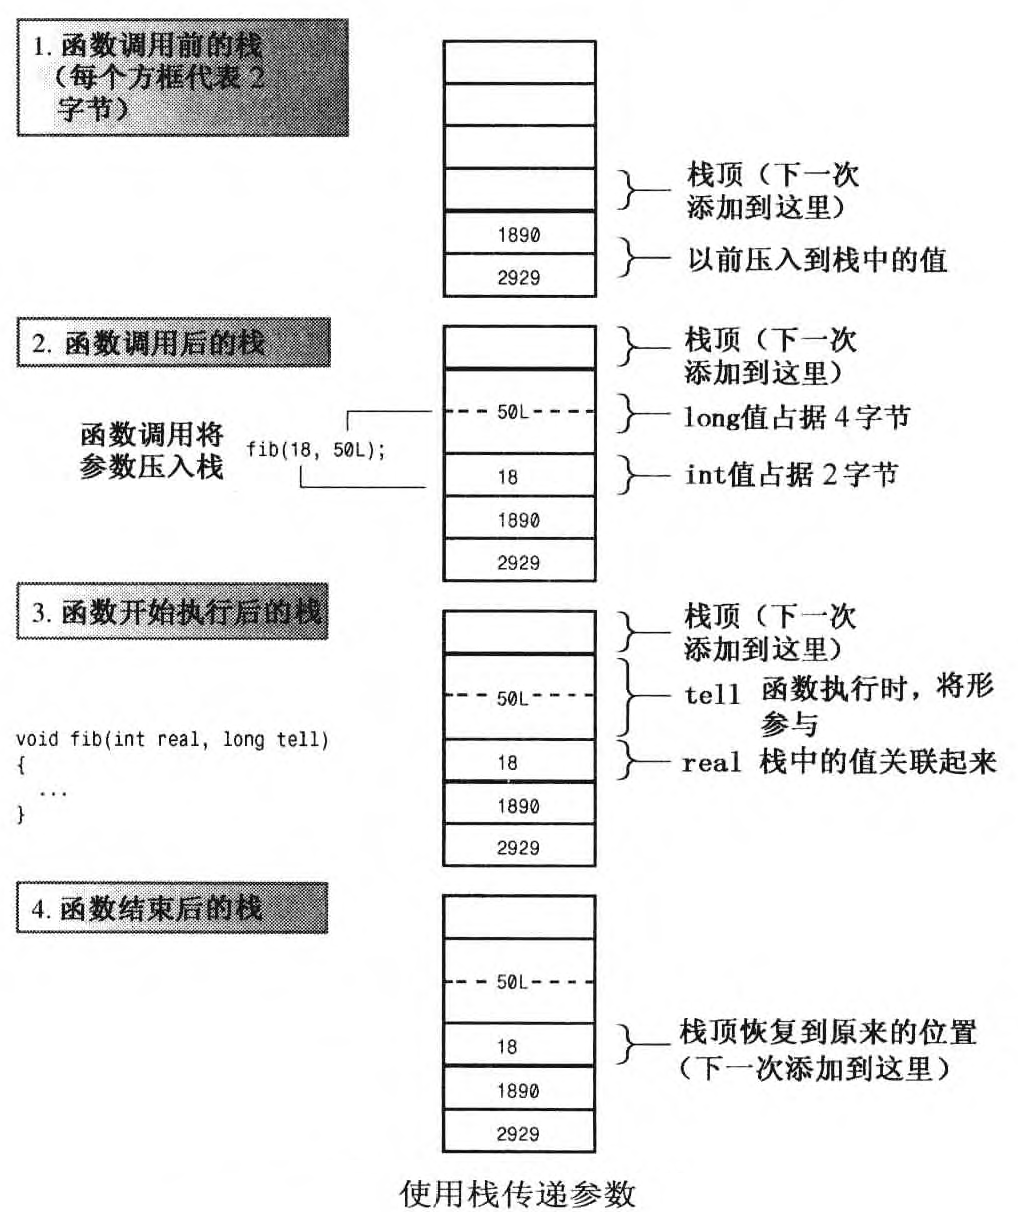 1. 函数调用前的栈
（每个方框代表 2
字节）
栈顶（下一次
添加到这里）
1890
以前压入到栈中的值
2929
2. 函数调用后的栈
栈顶（下一次
添加到这里）
50L
long值占据 4字节
函数调用将
参数压入栈
fib(18, 50L);
18
int值占据 2字节
1890
2929
3. 函数开始执行后的栈
栈顶（下一次
添加到这里）
50L
tell 函数执行时，将形
参与
void fib(int real, long tell)
{
...
}
18
real 栈中的值关联起来
1890
2929
4. 函数结束后的栈
50L
18
栈顶恢复到原来的位置
（下一次添加到这里）
1890
2929
使用栈传递参数